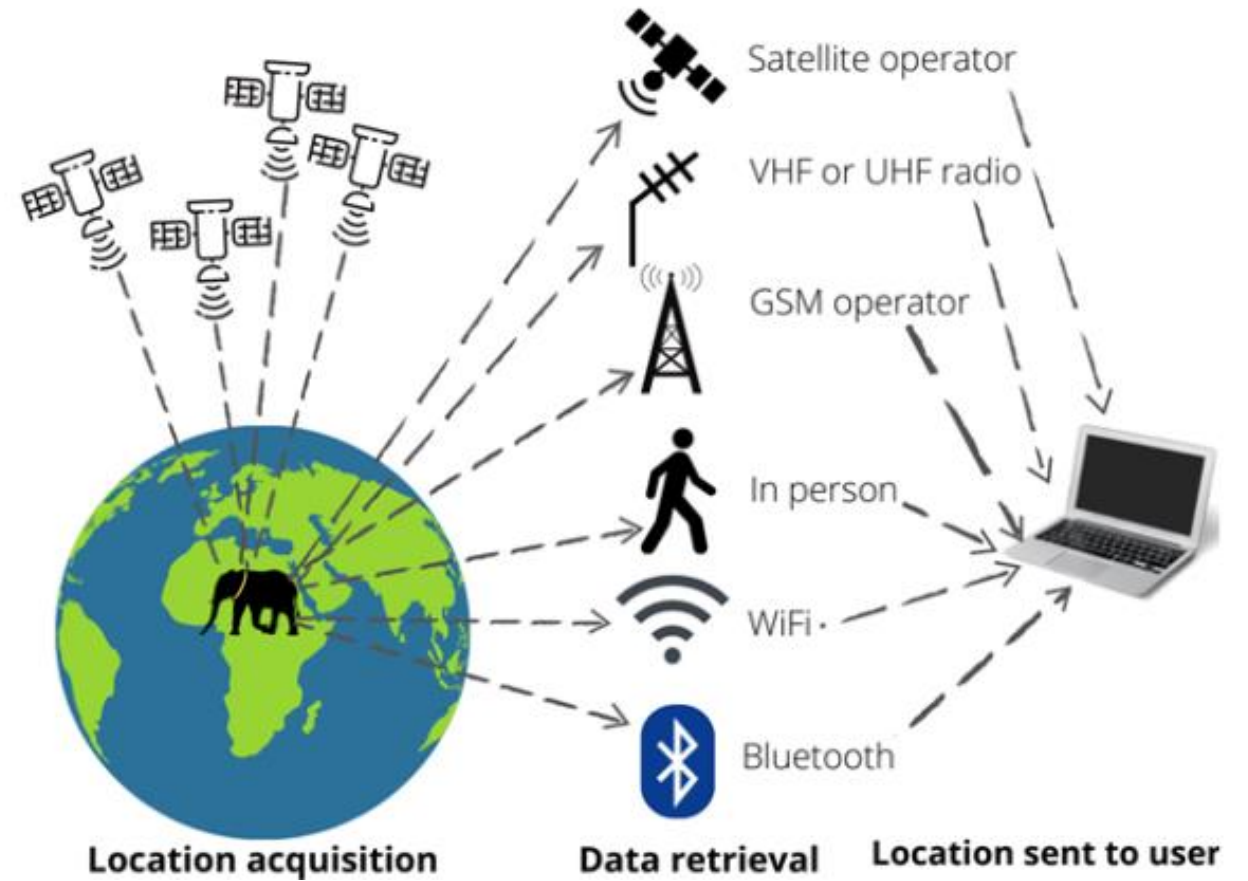 Satellite operator
VHF or UHF radio
GSM operator
In person
WiFi
Bluetooth
Location acquisition
Data retrieval
Location sent to user